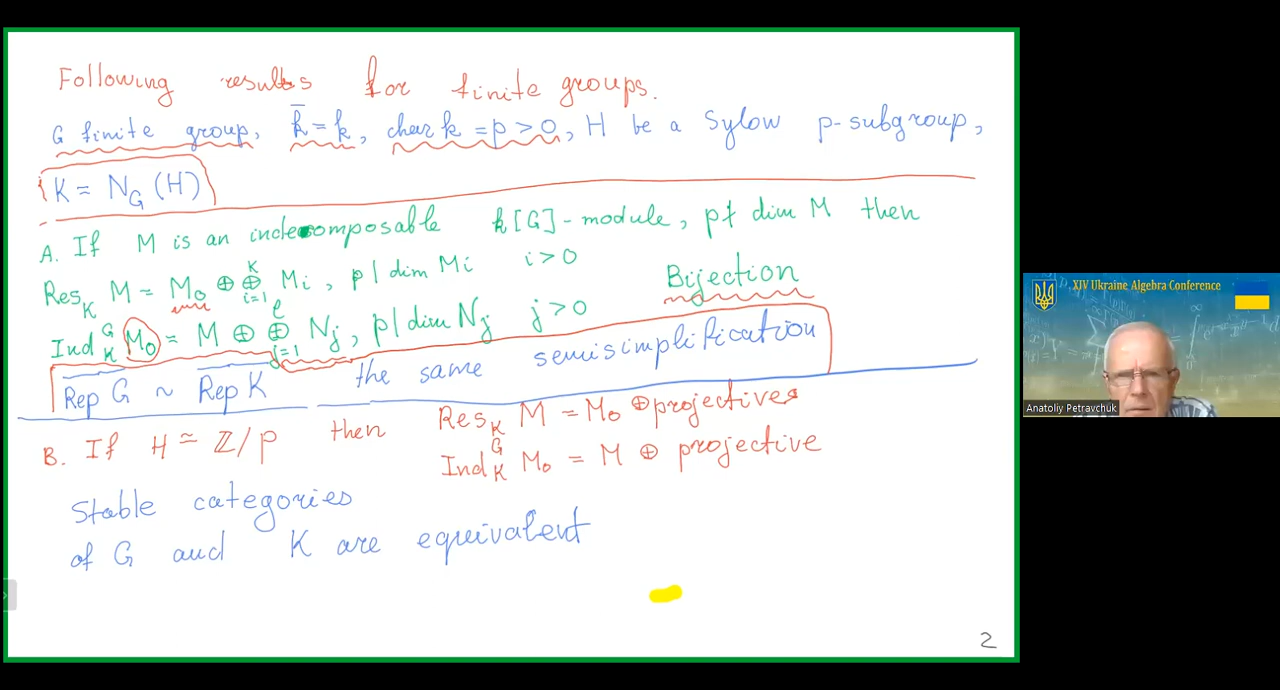 Following results for finite groups.
G finite group, k̅ = k, char k = p > 0, H be a Sylow p-subgroup,
K = N_G (H)
A. If M is an indecomposable k[G]-module, p∤ dim M then
Res_K M = M_0 ⊕ ⊕_{i=1}^{k} M_i, p | dim M_i i > 0
Bijection
Ind_K^G M_0 = M ⊕ ⊕_{j=1}^{l} N_j, p | dim N_j j > 0
Rep G ~ Rep K the same semisimplification
B. If H ≃ ℤ/p then Res_K M = M_0 ⊕ projectives
Ind_K^G M_0 = M ⊕ projective
Stable categories
of G and K are equivalent
2
XIV Ukraine Algebra Conference
Anatoliy Petravchuk